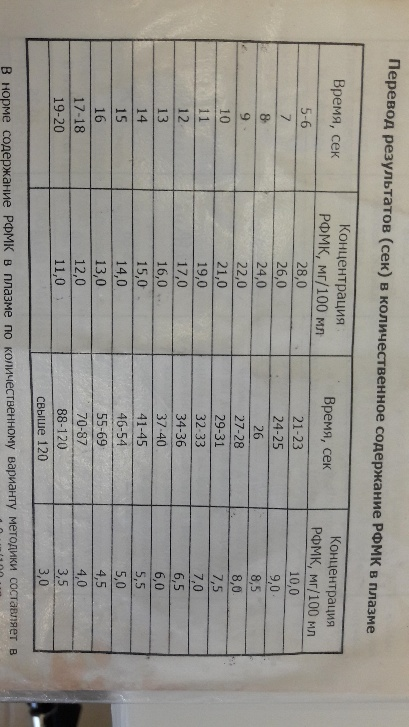 Перевод результатов (сек) в количественное содержание РФМК в плазме
Время, сек Концентрация РФМК, мг/100 мл Время, сек Концентрация РФМК, мг/100 мл
5-6 28,0 21-23 10,0
7 26,0 24-25 9,0
8 24,0 26 8,5
9 22,0 27-28 8,0
10 21,0 29-31 7,5
11 19,0 32-33 7,0
12 17,0 34-36 6,5
13 16,0 37-40 6,0
14 15,0 41-45 5,5
15 14,0 46-54 5,0
16 13,0 55-69 4,5
17-18 12,0 70-87 4,0
19-20 11,0 88-120 3,5
свыше 120 3,0
В норме содержание РФМК в плазме по количественному варианту методики составляет в